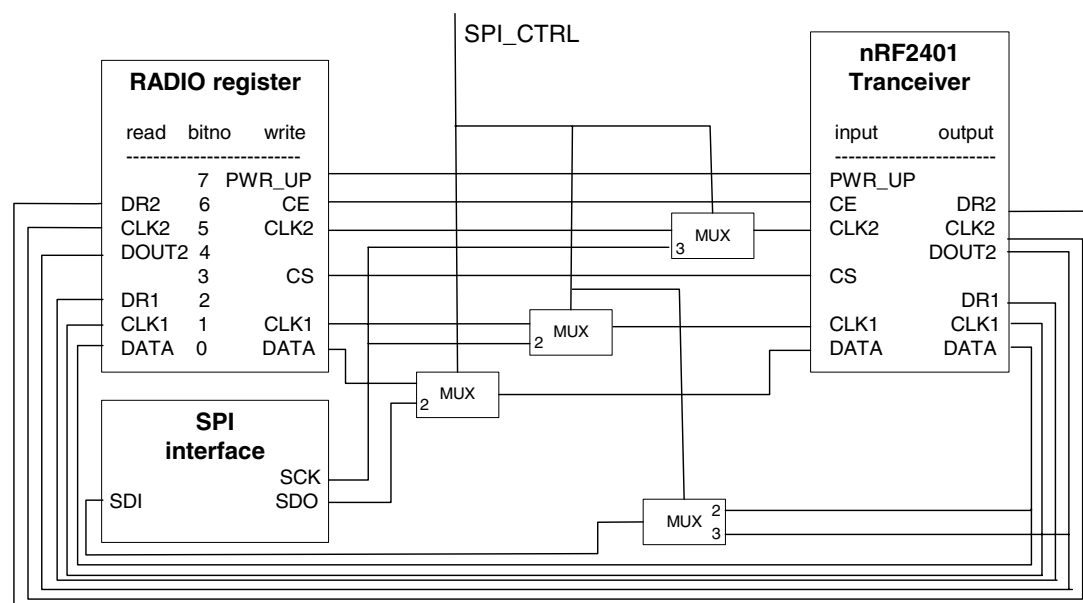 SPI_CTRL
RADIO register
read bitno write
---------------------------
7 PWR_UP
DR2 6 CE
CLK2 5 CLK2
DOUT2 4
3 CS
DR1 2
CLK1 1 CLK1
DATA 0 DATA
nRF2401
Tranceiver
input output
-------------------------
PWR_UP
CE DR2
CLK2 CLK2
DOUT2
CS
DR1
CLK1 CLK1
DATA DATA
MUX
3
MUX
2
MUX
2
SPI
interface
SCK
SDI SDO
MUX 2
3